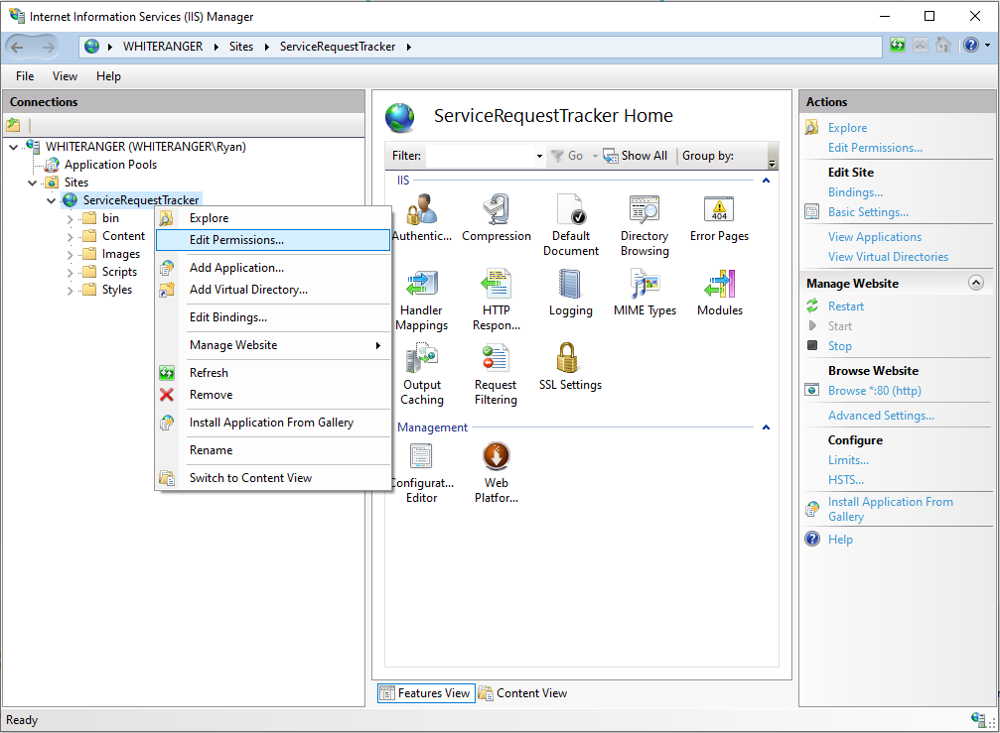 Internet Information Services (IIS) Manager
WHITERANGER Sites ServiceRequestTracker
File View Help
Connections
WHITERANGER (WHITERANGER\Ryan)
Application Pools
Sites
ServiceRequestTracker
bin
Content
Images
Scripts
Styles
Explore
Edit Permissions...
Add Application...
Add Virtual Directory...
Edit Bindings...
Manage Website
Refresh
Remove
Install Application From Gallery
Rename
Switch to Content View
ServiceRequestTracker Home
Filter: Go Show All Group by:
IIS
Authentic... Compression Default Document Directory Browsing Error Pages
Handler Mappings HTTP Respon... Logging MIME Types Modules
Output Caching Request Filtering SSL Settings
404
Management
Configurat... Editor Web Platfor...
Features View Content View
Actions
Explore
Edit Permissions...
Edit Site
Bindings...
Basic Settings...
View Applications
View Virtual Directories
Manage Website
Restart
Start
Stop
Browse Website
Browse *:80 (http)
Advanced Settings...
Configure
Limits...
HSTS...
Install Application From
Gallery
Help
Ready